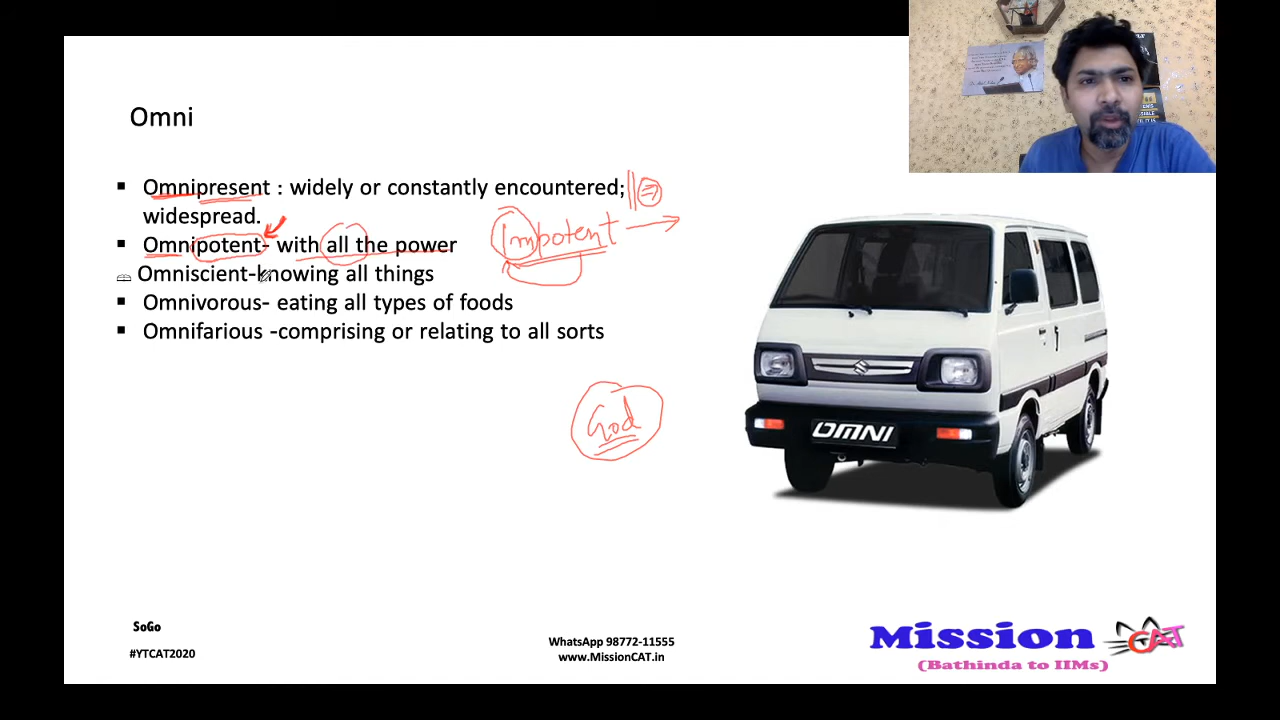 Omni
▪ Omnipresent : widely or constantly encountered;
widespread.
▪ Omnipotent- with all the power
Omniscient-knowing all things
▪ Omnivorous- eating all types of foods
▪ Omnifarious -comprising or relating to all sorts
Impotent
God
OMNI
SoGo
#YTCAT2020
WhatsApp 98772-11555
www.MissionCAT.in
Mission CAT
(Bathinda to IIMs)